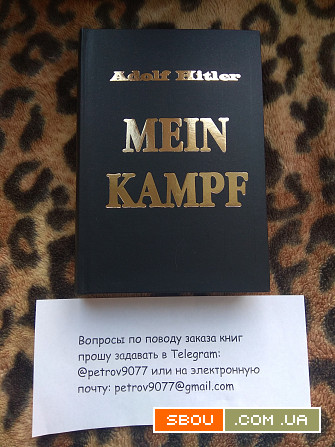 Adolf Hitler
MEIN
KAMPF
Вопросы по поводу заказа книг
прошу задавать в Telegram:
@petrov9077 или на электронную
почту: petrov9077@gmail.com
SBOU.COM.UA